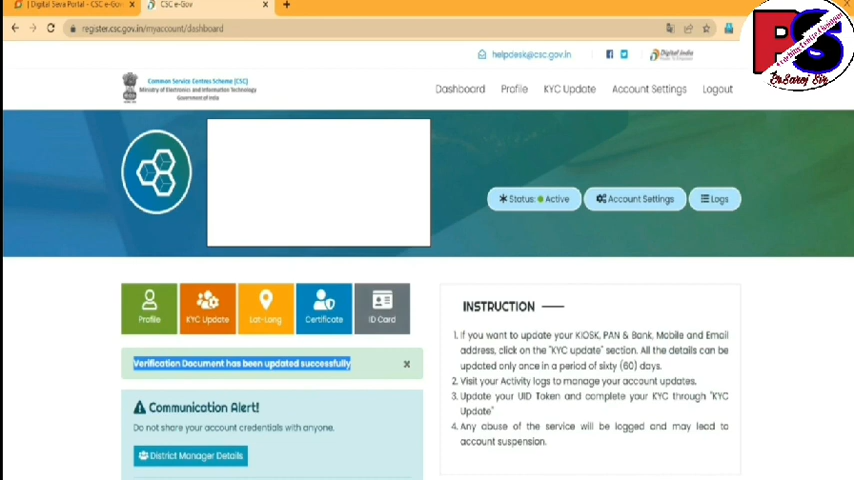 | Digital Seva Portal - CSC e-Gov
CSC e-Gov
register.csc.gov.in/myaccount/dashboard
helpdesk@csc.gov.in
Digital India
Common Service Centres Scheme (CSC)
Ministry of Electronics and Information Technology
Government of India
Dashboard Profile KYC Update Account Settings Logout
PS
Dr.Saroj Sir
Status: Active
Account Settings
Logs
Profile
KYC Update
Lat-Long
Certificate
ID Card
Verification Document has been updated successfully
×
Communication Alert!
Do not share your account credentials with anyone.
District Manager Details
INSTRUCTION
1. If you want to update your KIOSK, PAN & Bank, Mobile and Email
address, click on the "KYC update" section. All the details can be
updated only once in a period of sixty (60) days.
2. Visit your Activity logs to manage your account updates.
3. Update your UID Token and complete your KYC through "KYC
Update"
4. Any abuse of the service will be logged and may lead to
account suspension.